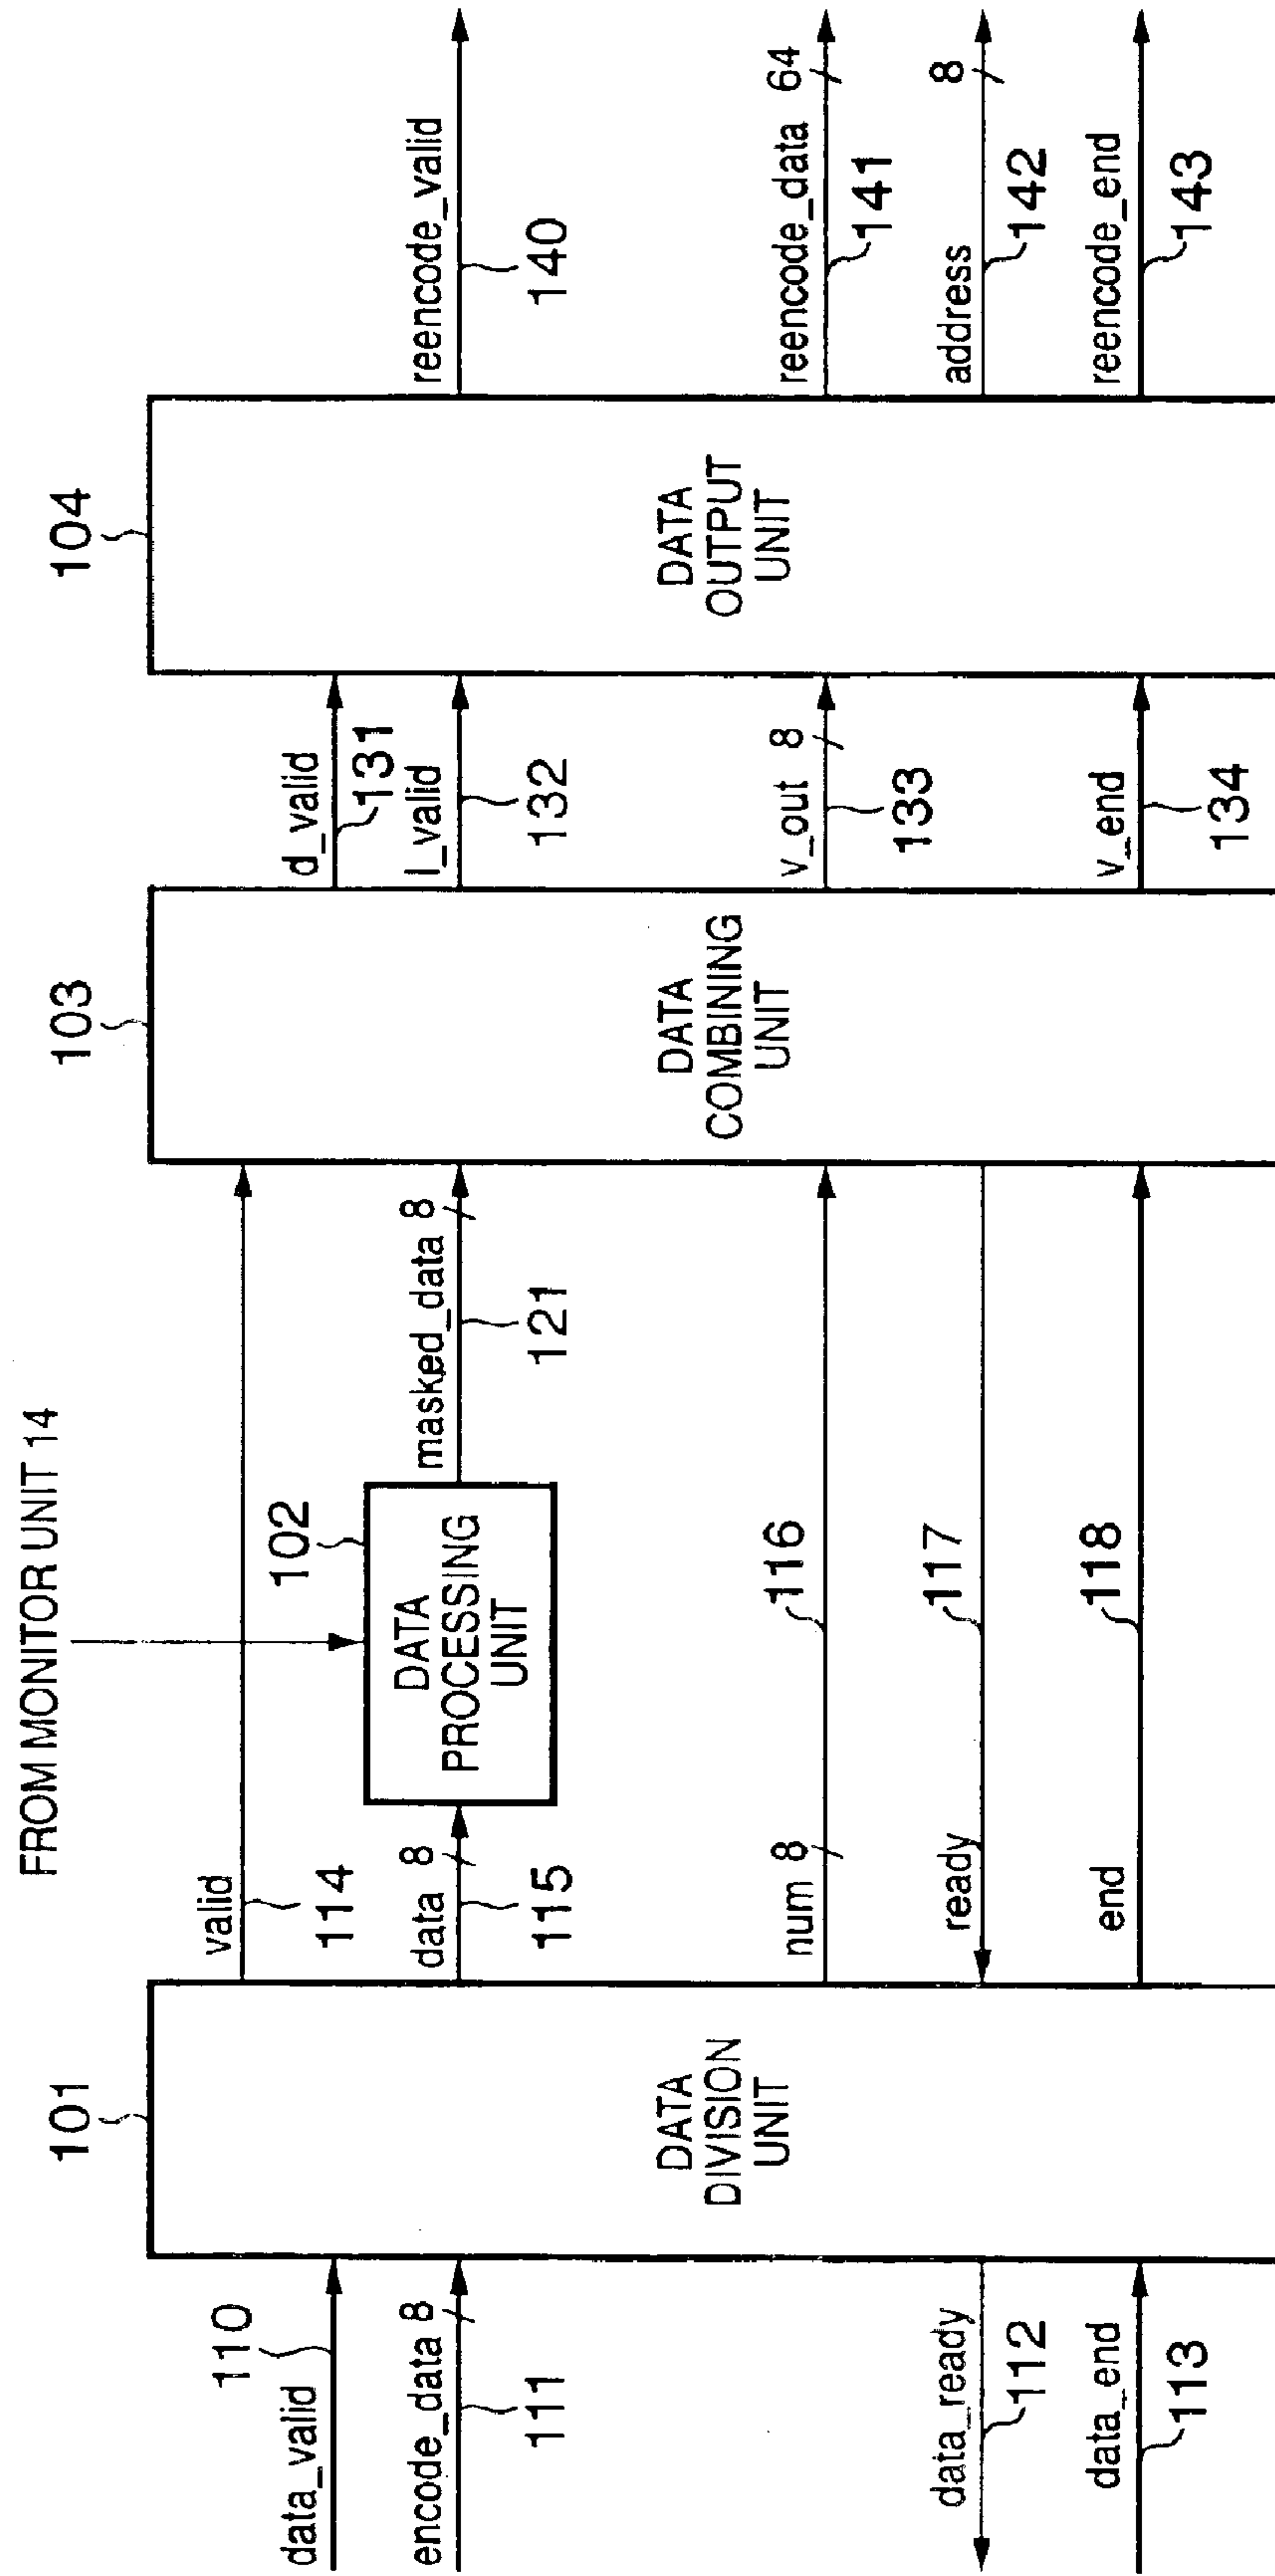 FROM MONITOR UNIT 14
101
102
103
104
data_valid
110
encode_data 8
111
data_ready
112
data_end
113
DATA
DIVISION
UNIT
valid
114
data 8
115
num 8
116
ready
117
end
118
DATA
PROCESSING
UNIT
masked_data 8
121
DATA
COMBINING
UNIT
d_valid
131
l_valid
132
v_out 8
133
v_end
134
DATA
OUTPUT
UNIT
reencode_valid
140
reencode_data 64
141
address 8
142
reencode_end
143